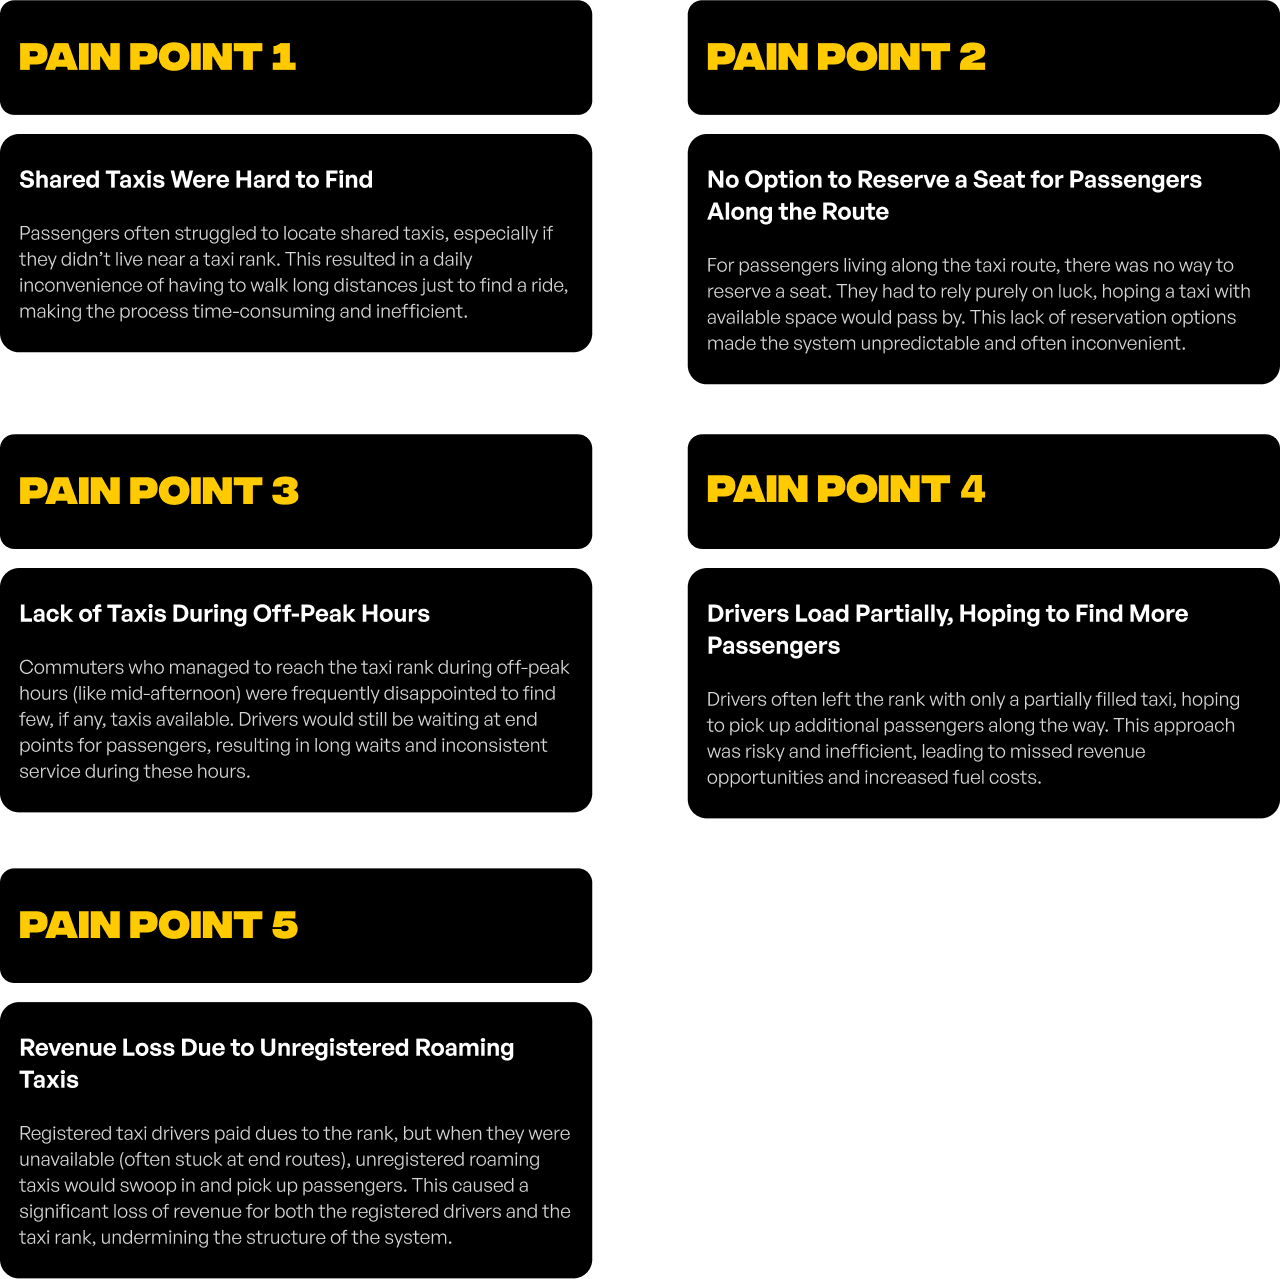 PAIN POINT 1
Shared Taxis Were Hard to Find
Passengers often struggled to locate shared taxis, especially if
they didn’t live near a taxi rank. This resulted in a daily
inconvenience of having to walk long distances just to find a ride,
making the process time-consuming and inefficient.
PAIN POINT 2
No Option to Reserve a Seat for Passengers
Along the Route
For passengers living along the taxi route, there was no way to
reserve a seat. They had to rely purely on luck, hoping a taxi with
available space would pass by. This lack of reservation options
made the system unpredictable and often inconvenient.
PAIN POINT 3
Lack of Taxis During Off-Peak Hours
Commuters who managed to reach the taxi rank during off-peak
hours (like mid-afternoon) were frequently disappointed to find
few, if any, taxis available. Drivers would still be waiting at end
points for passengers, resulting in long waits and inconsistent
service during these hours.
PAIN POINT 4
Drivers Load Partially, Hoping to Find More
Passengers
Drivers often left the rank with only a partially filled taxi, hoping
to pick up additional passengers along the way. This approach
was risky and inefficient, leading to missed revenue
opportunities and increased fuel costs.
PAIN POINT 5
Revenue Loss Due to Unregistered Roaming
Taxis
Registered taxi drivers paid dues to the rank, but when they were
unavailable (often stuck at end routes), unregistered roaming
taxis would swoop in and pick up passengers. This caused a
significant loss of revenue for both the registered drivers and the
taxi rank, undermining the structure of the system.